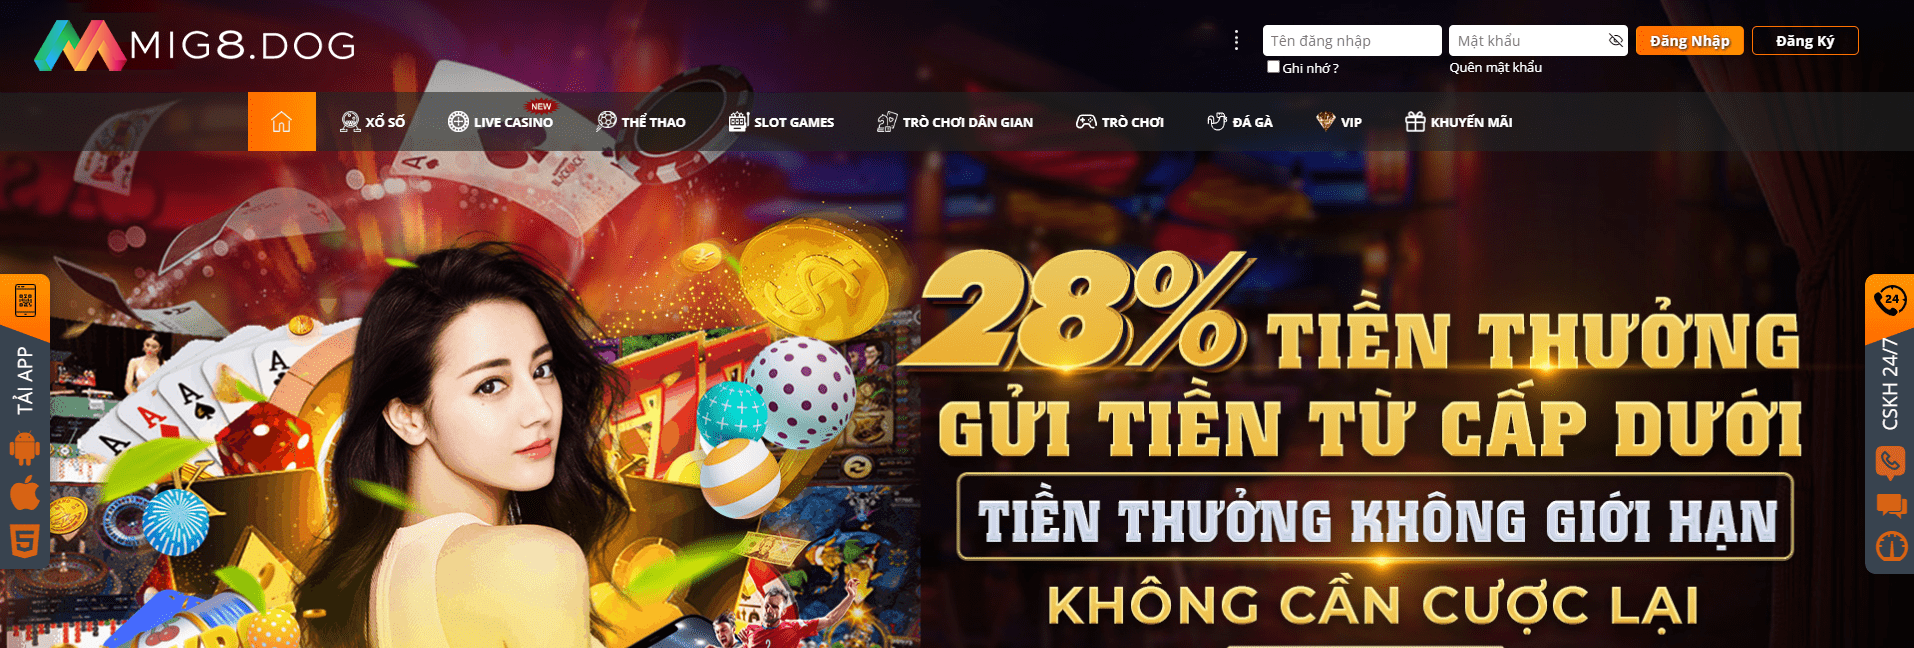 MIG8.DOG
Tên đăng nhập
Mật khẩu
Đăng Nhập
Đăng Ký
Ghi nhớ ?
Quên mật khẩu
XỔ SỐ
LIVE CASINO
NEW
THỂ THAO
SLOT GAMES
TRÒ CHƠI DÂN GIAN
TRÒ CHƠI
ĐÁ GÀ
VIP
KHUYẾN MÃI
TẢI APP
28% TIỀN THƯỞNG
GỬI TIỀN TỪ CẤP DƯỚI
TIỀN THƯỞNG KHÔNG GIỚI HẠN
KHÔNG CẦN CƯỢC LẠI
24
CSKH 24/7